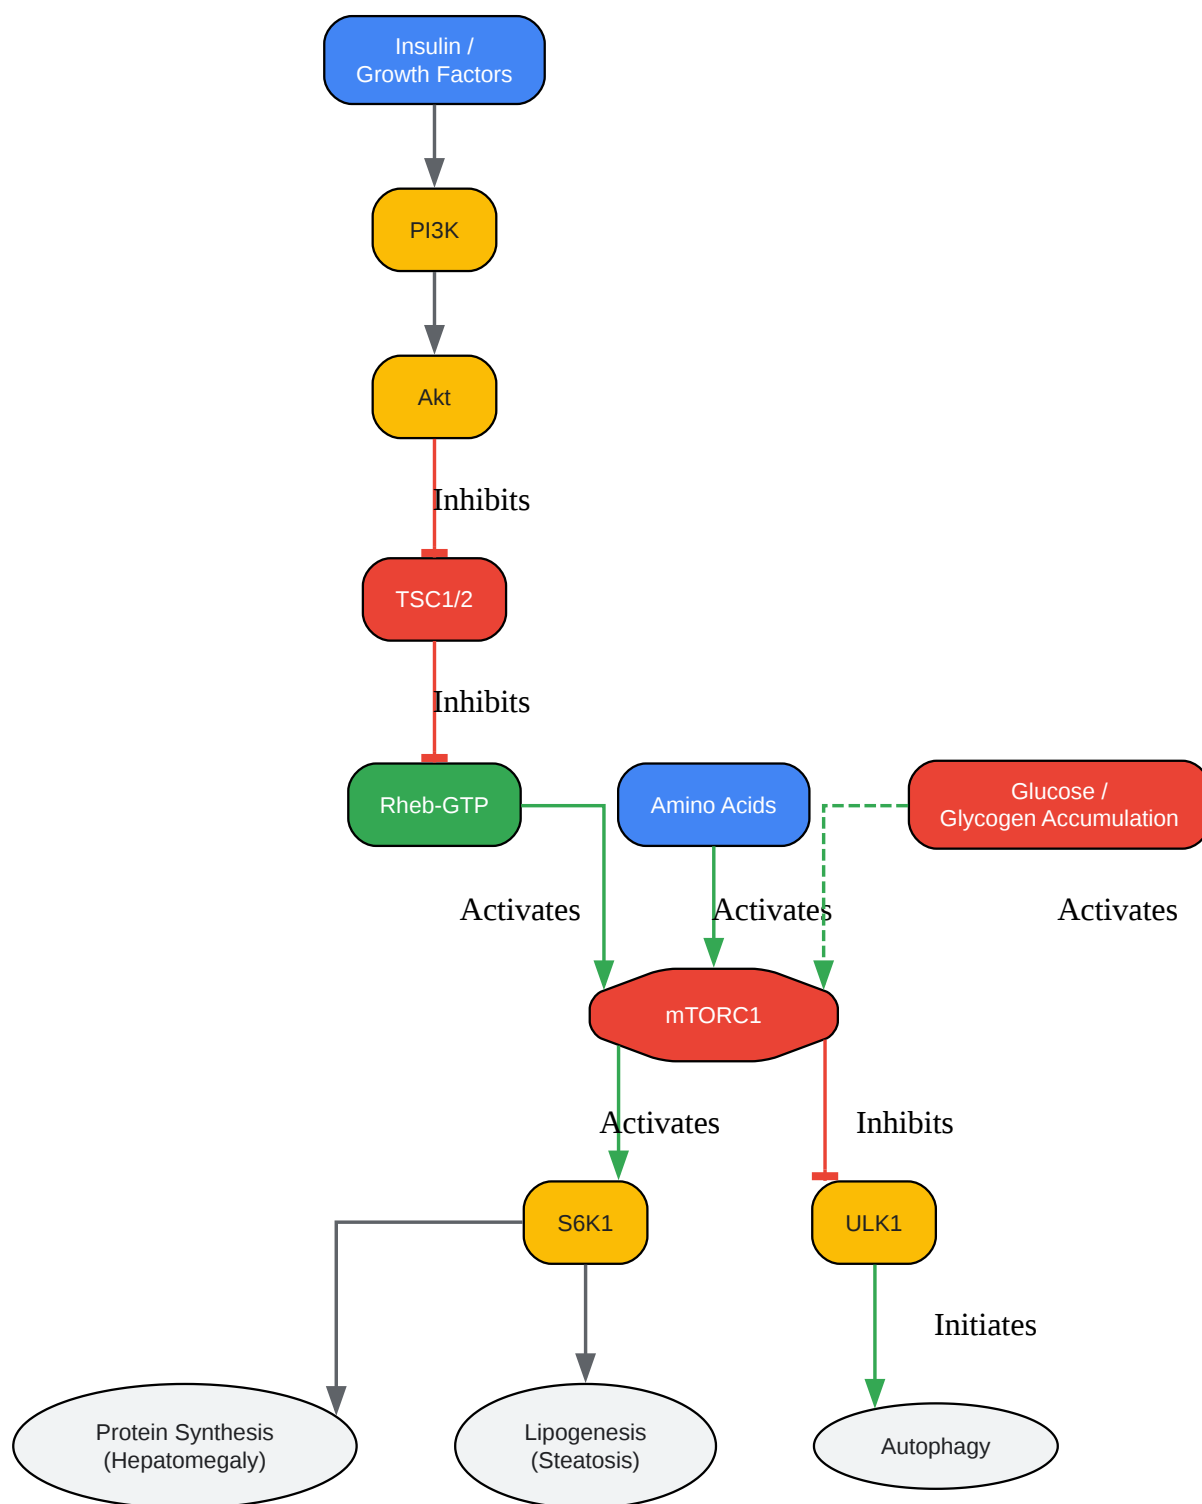 Insulin /
Growth Factors
PI3K
Akt
Inhibits
TSC1/2
Inhibits
Rheb-GTP
Amino Acids
Glucose /
Glycogen Accumulation
Activates
Activates
Activates
mTORC1
Activates
Inhibits
S6K1
ULK1
Initiates
Protein Synthesis
(Hepatomegaly)
Lipogenesis
(Steatosis)
Autophagy